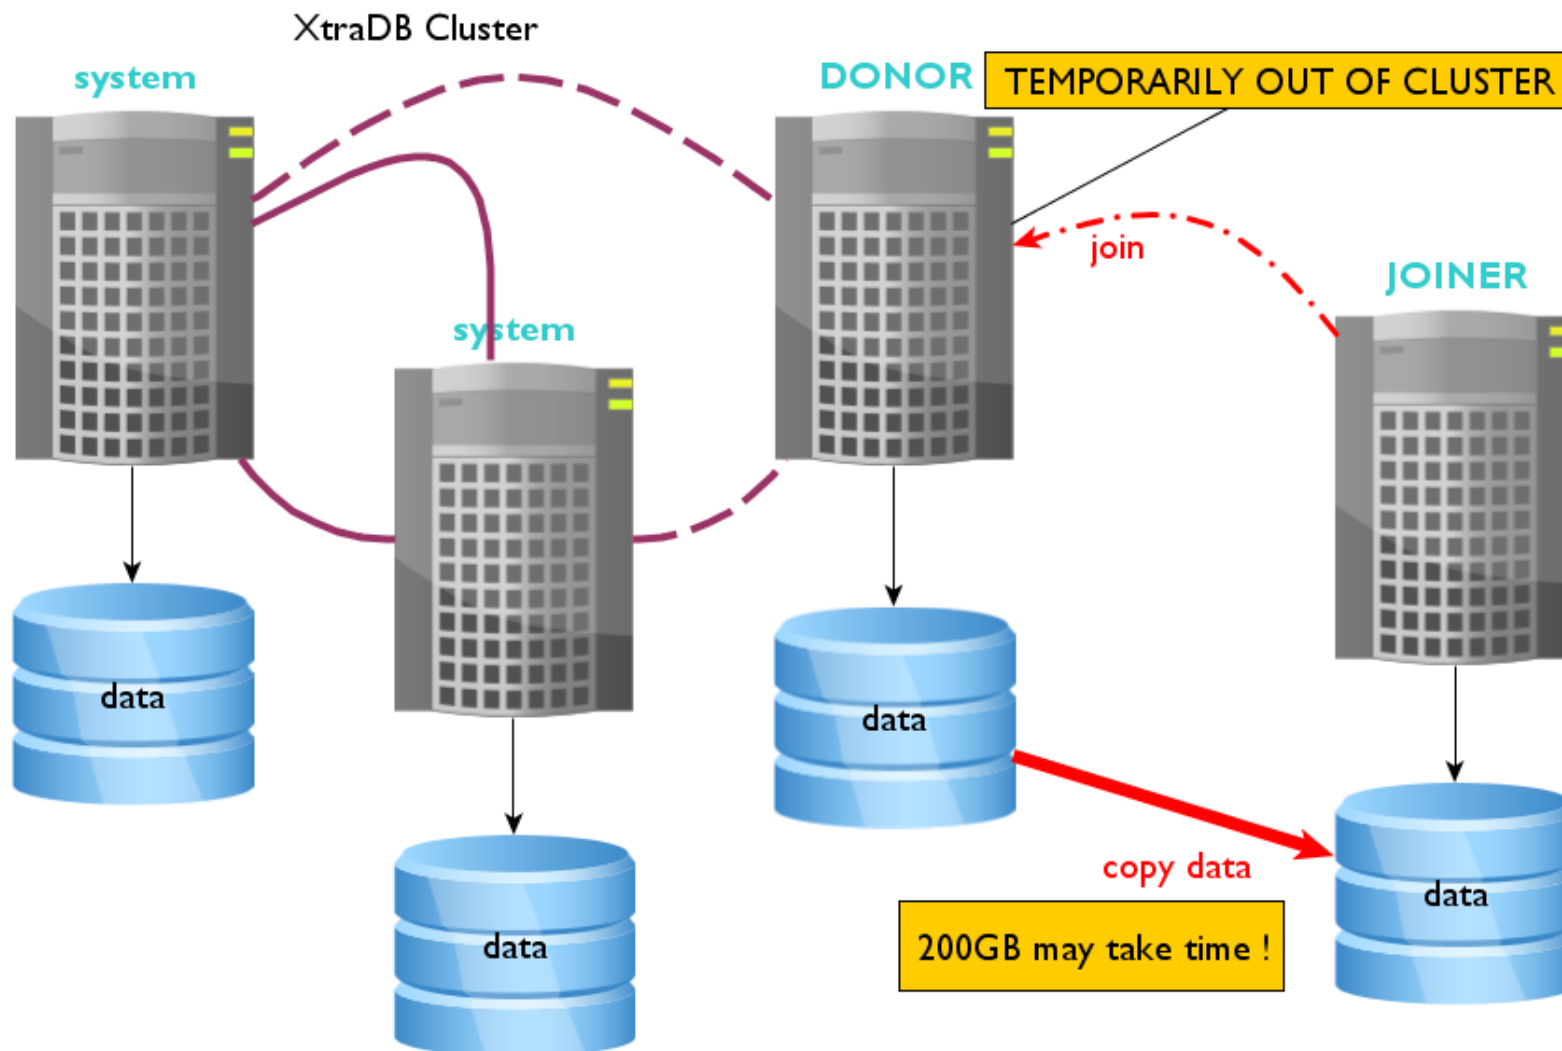 XtraDB Cluster
system
DONOR
TEMPORARILY OUT OF CLUSTER
join
JOINER
system
data
data
copy data
data
200GB may take time !
data